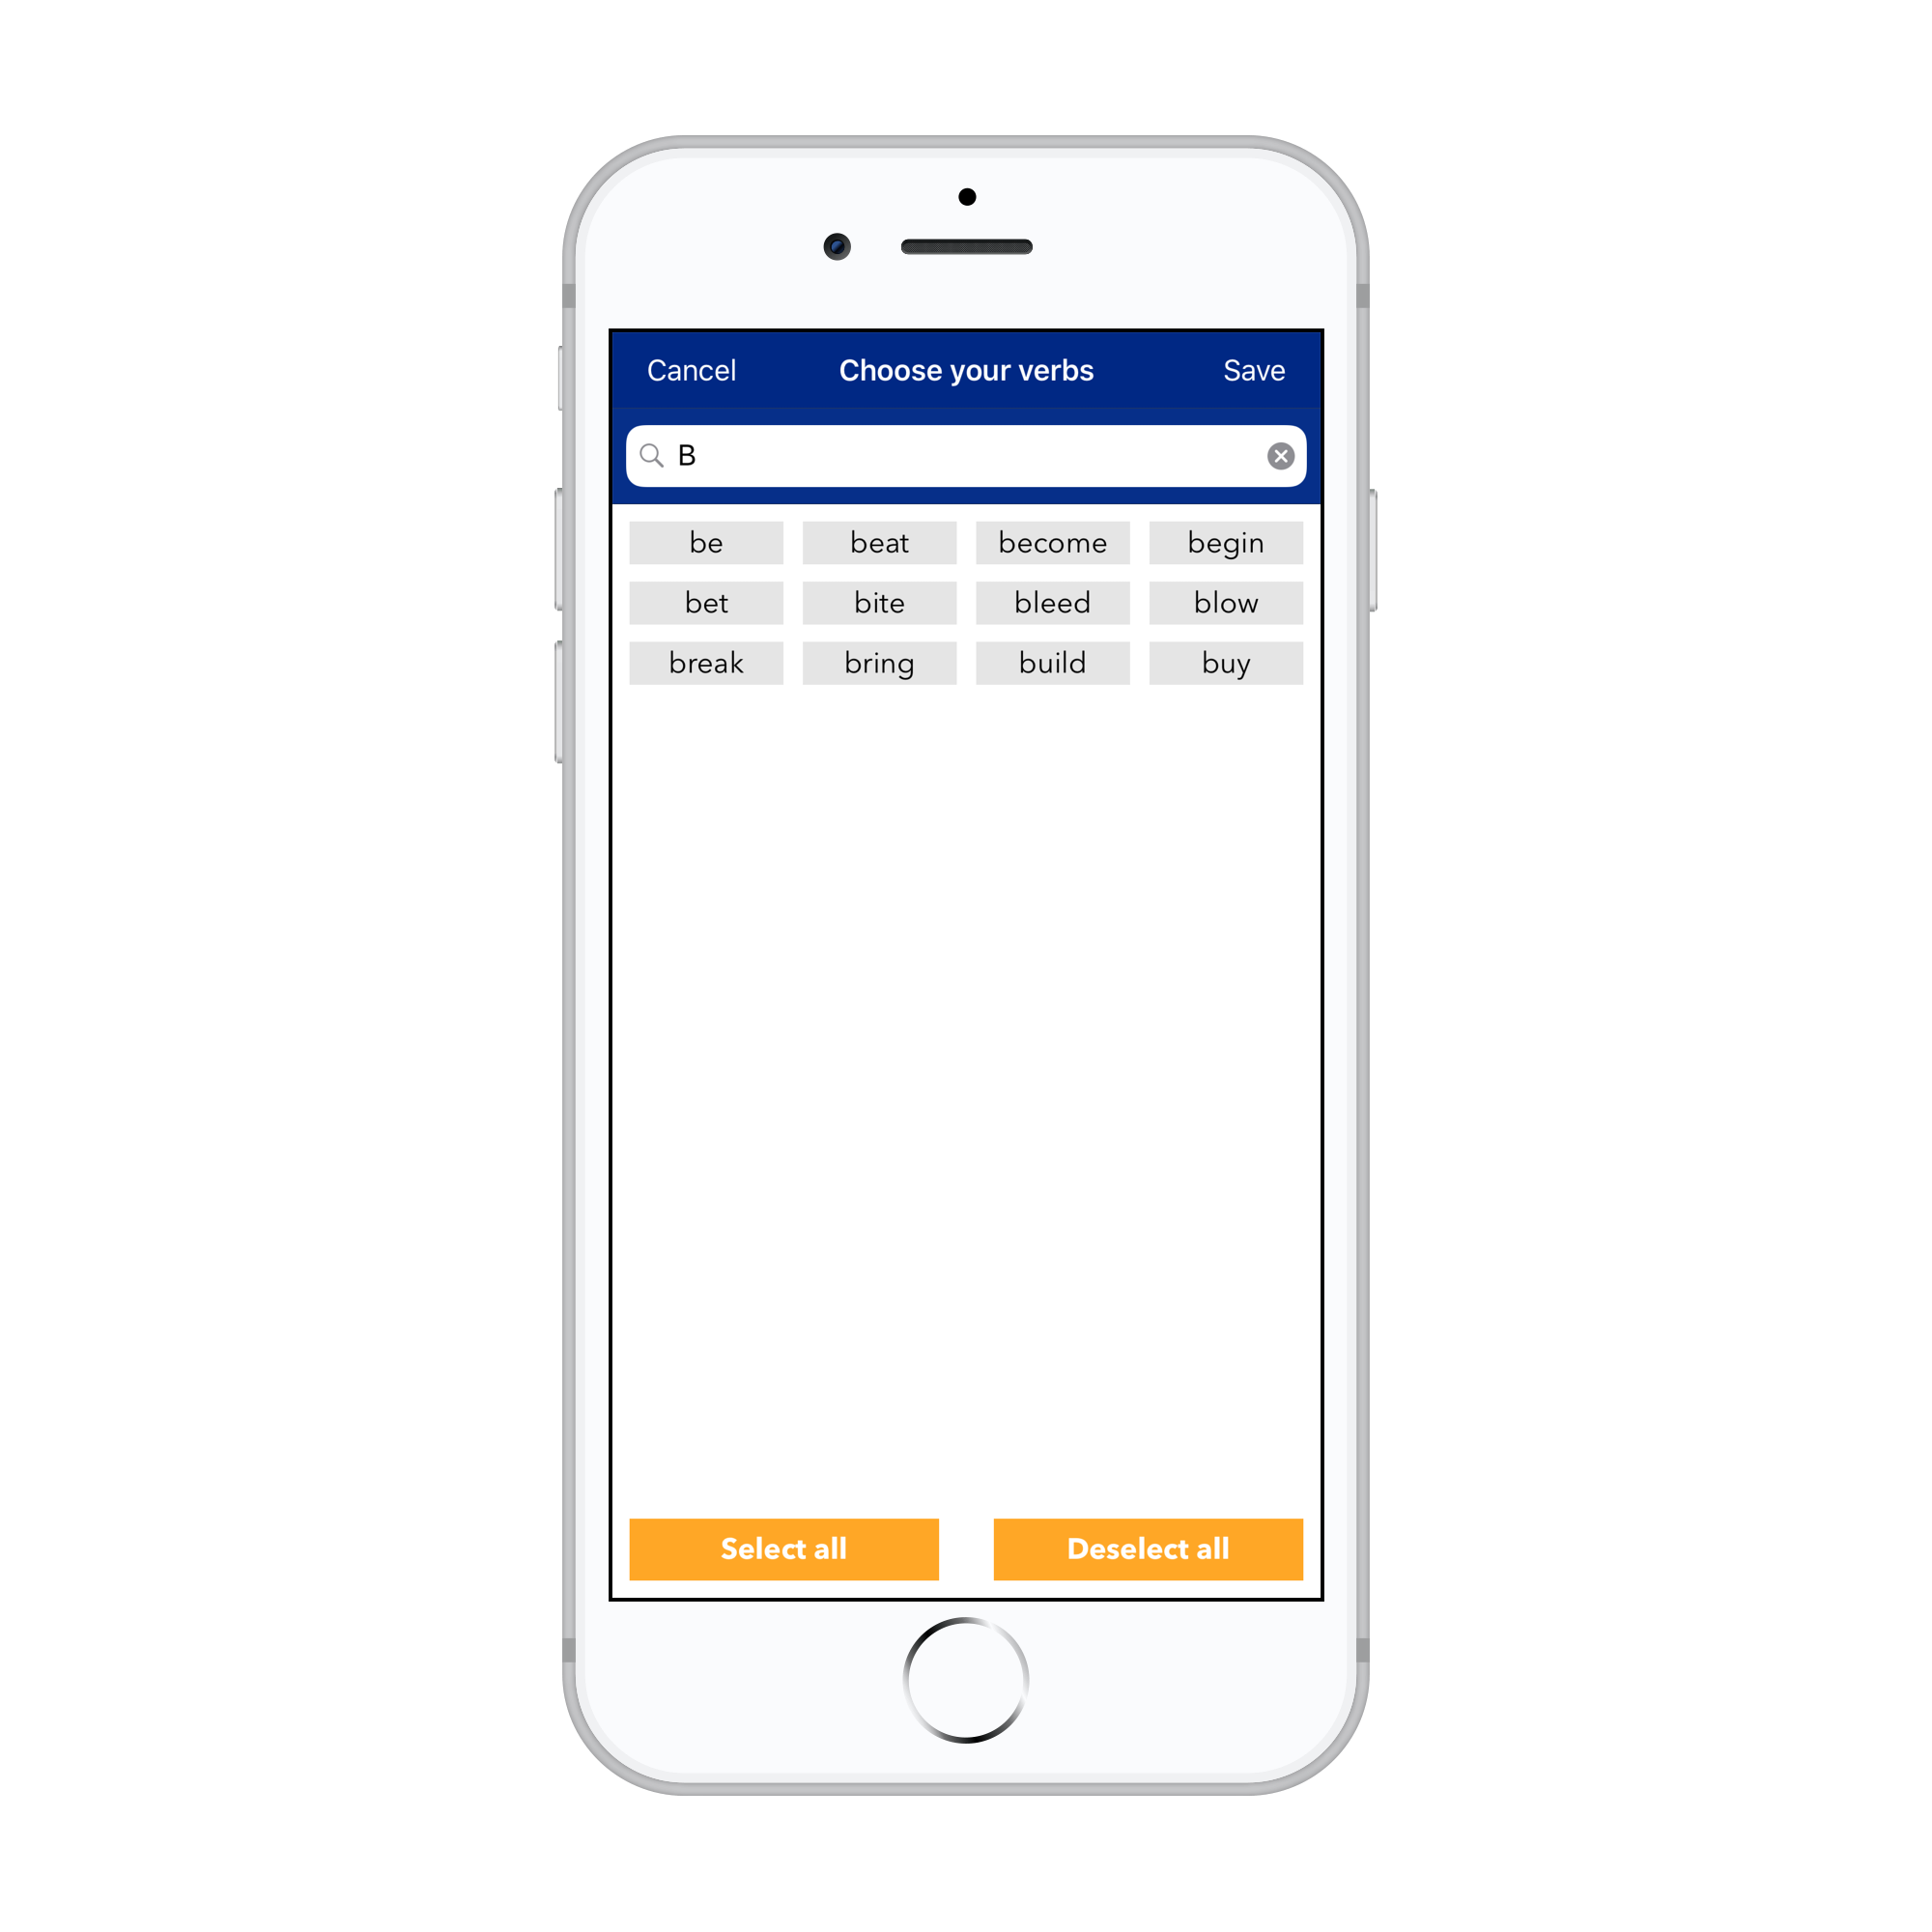 Cancel Choose your verbs Save
B
be beat become begin
bet bite bleed blow
break bring build buy
Select all Deselect all